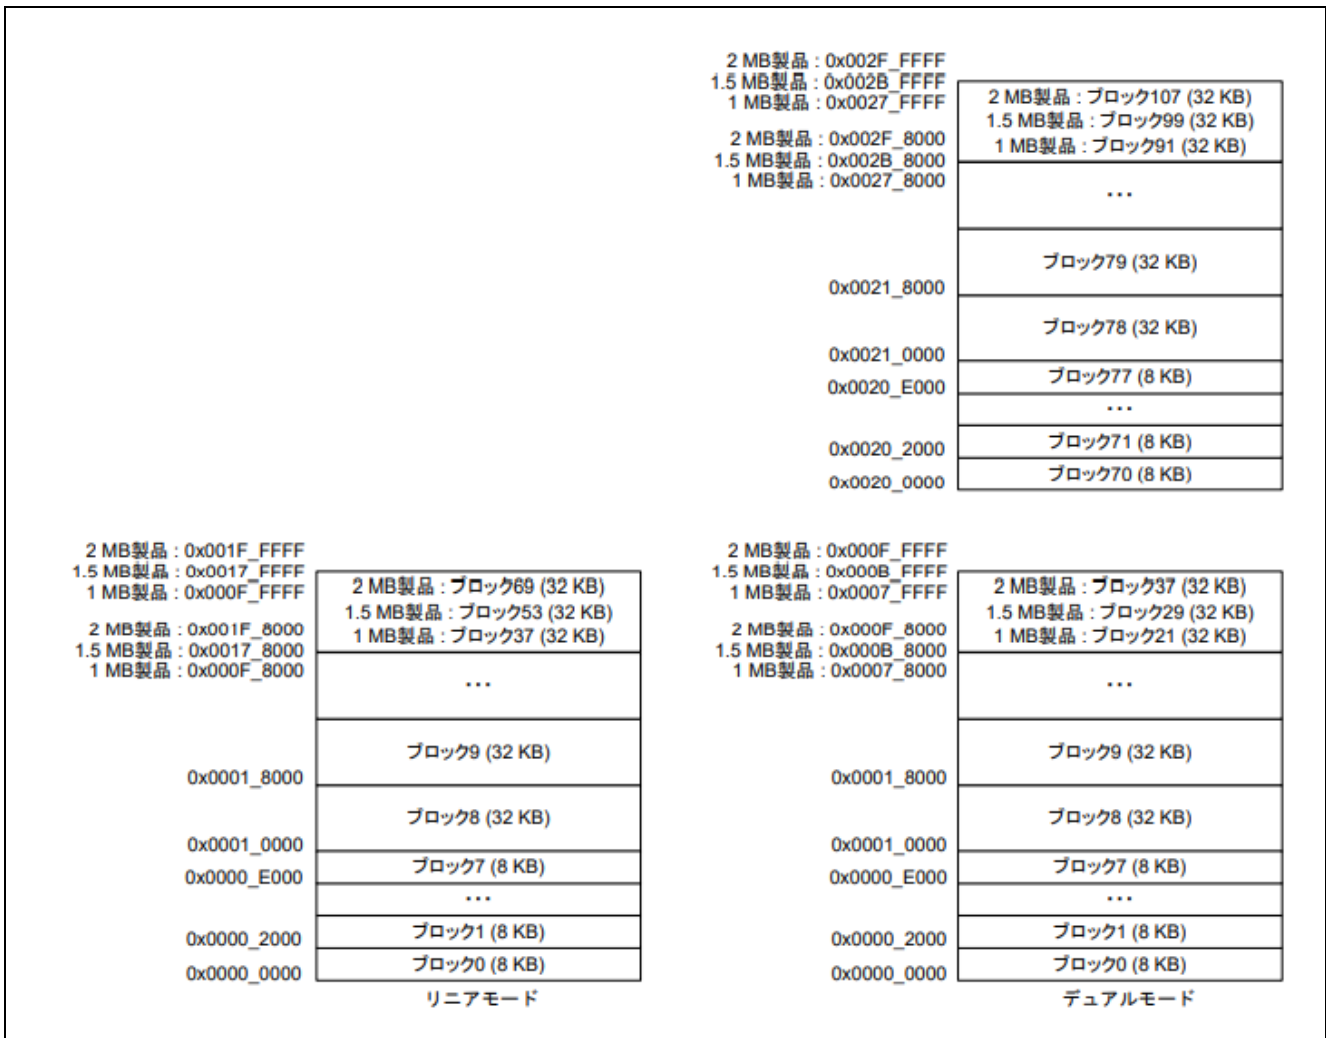 2 MB製品 : 0x002F_FFFF
1.5 MB製品 : 0x002B_FFFF
1 MB製品 : 0x0027_FFFF
2 MB製品 : ブロック107 (32 KB)
1.5 MB製品 : ブロック99 (32 KB)
1 MB製品 : ブロック91 (32 KB)
2 MB製品 : 0x002F_8000
1.5 MB製品 : 0x002B_8000
1 MB製品 : 0x0027_8000
...
ブロック79 (32 KB)
0x0021_8000
ブロック78 (32 KB)
0x0021_0000
ブロック77 (8 KB)
0x0020_E000
...
ブロック71 (8 KB)
0x0020_2000
ブロック70 (8 KB)
0x0020_0000
2 MB製品 : 0x001F_FFFF
1.5 MB製品 : 0x0017_FFFF
1 MB製品 : 0x000F_FFFF
2 MB製品 : ブロック69 (32 KB)
1.5 MB製品 : ブロック53 (32 KB)
1 MB製品 : ブロック37 (32 KB)
2 MB製品 : 0x001F_8000
1.5 MB製品 : 0x0017_8000
1 MB製品 : 0x000F_8000
...
ブロック9 (32 KB)
0x0001_8000
ブロック8 (32 KB)
0x0001_0000
ブロック7 (8 KB)
0x0000_E000
...
ブロック1 (8 KB)
0x0000_2000
ブロック0 (8 KB)
0x0000_0000
リニアモード
2 MB製品 : 0x000F_FFFF
1.5 MB製品 : 0x000B_FFFF
1 MB製品 : 0x0007_FFFF
2 MB製品 : ブロック37 (32 KB)
1.5 MB製品 : ブロック29 (32 KB)
1 MB製品 : ブロック21 (32 KB)
2 MB製品 : 0x000F_8000
1.5 MB製品 : 0x000B_8000
1 MB製品 : 0x0007_8000
...
ブロック9 (32 KB)
0x0001_8000
ブロック8 (32 KB)
0x0001_0000
ブロック7 (8 KB)
0x0000_E000
...
ブロック1 (8 KB)
0x0000_2000
ブロック0 (8 KB)
0x0000_0000
デュアルモード